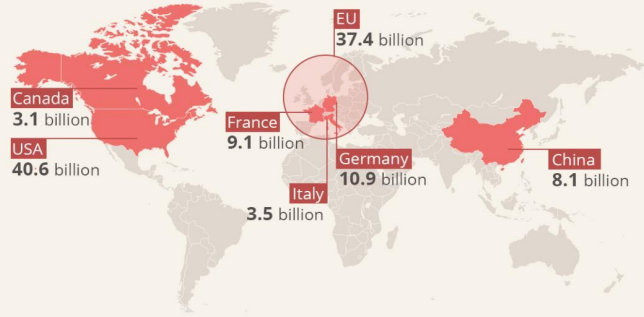 EU
37.4 billion
Canada
3.1 billion
USA
40.6 billion
France
9.1 billion
Germany
10.9 billion
Italy
3.5 billion
China
8.1 billion